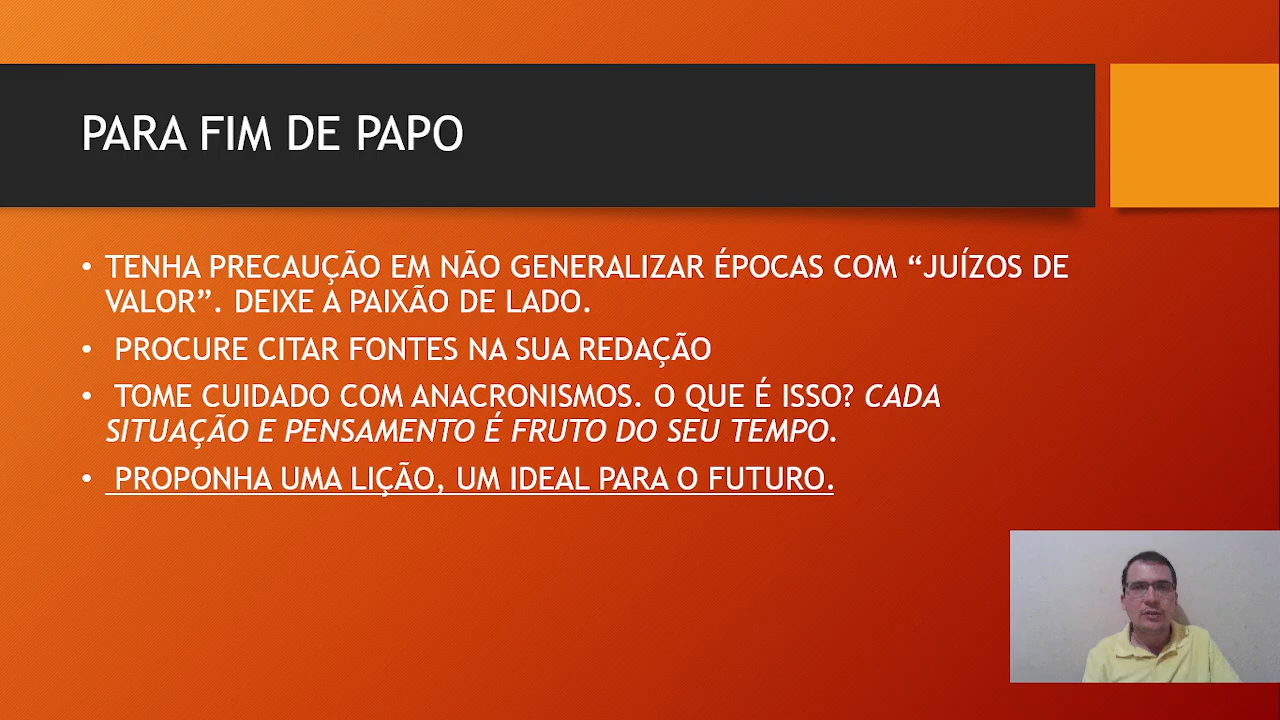 PARA FIM DE PAPO
• TENHA PRECAUÇÃO EM NÃO GENERALIZAR ÉPOCAS COM “JUÍZOS DE
VALOR”. DEIXE A PAIXÃO DE LADO.
• PROCURE CITAR FONTES NA SUA REDAÇÃO
• TOME CUIDADO COM ANACRONISMOS. O QUE É ISSO? CADA
SITUAÇÃO E PENSAMENTO É FRUTO DO SEU TEMPO.
• PROPONHA UMA LIÇÃO, UM IDEAL PARA O FUTURO.